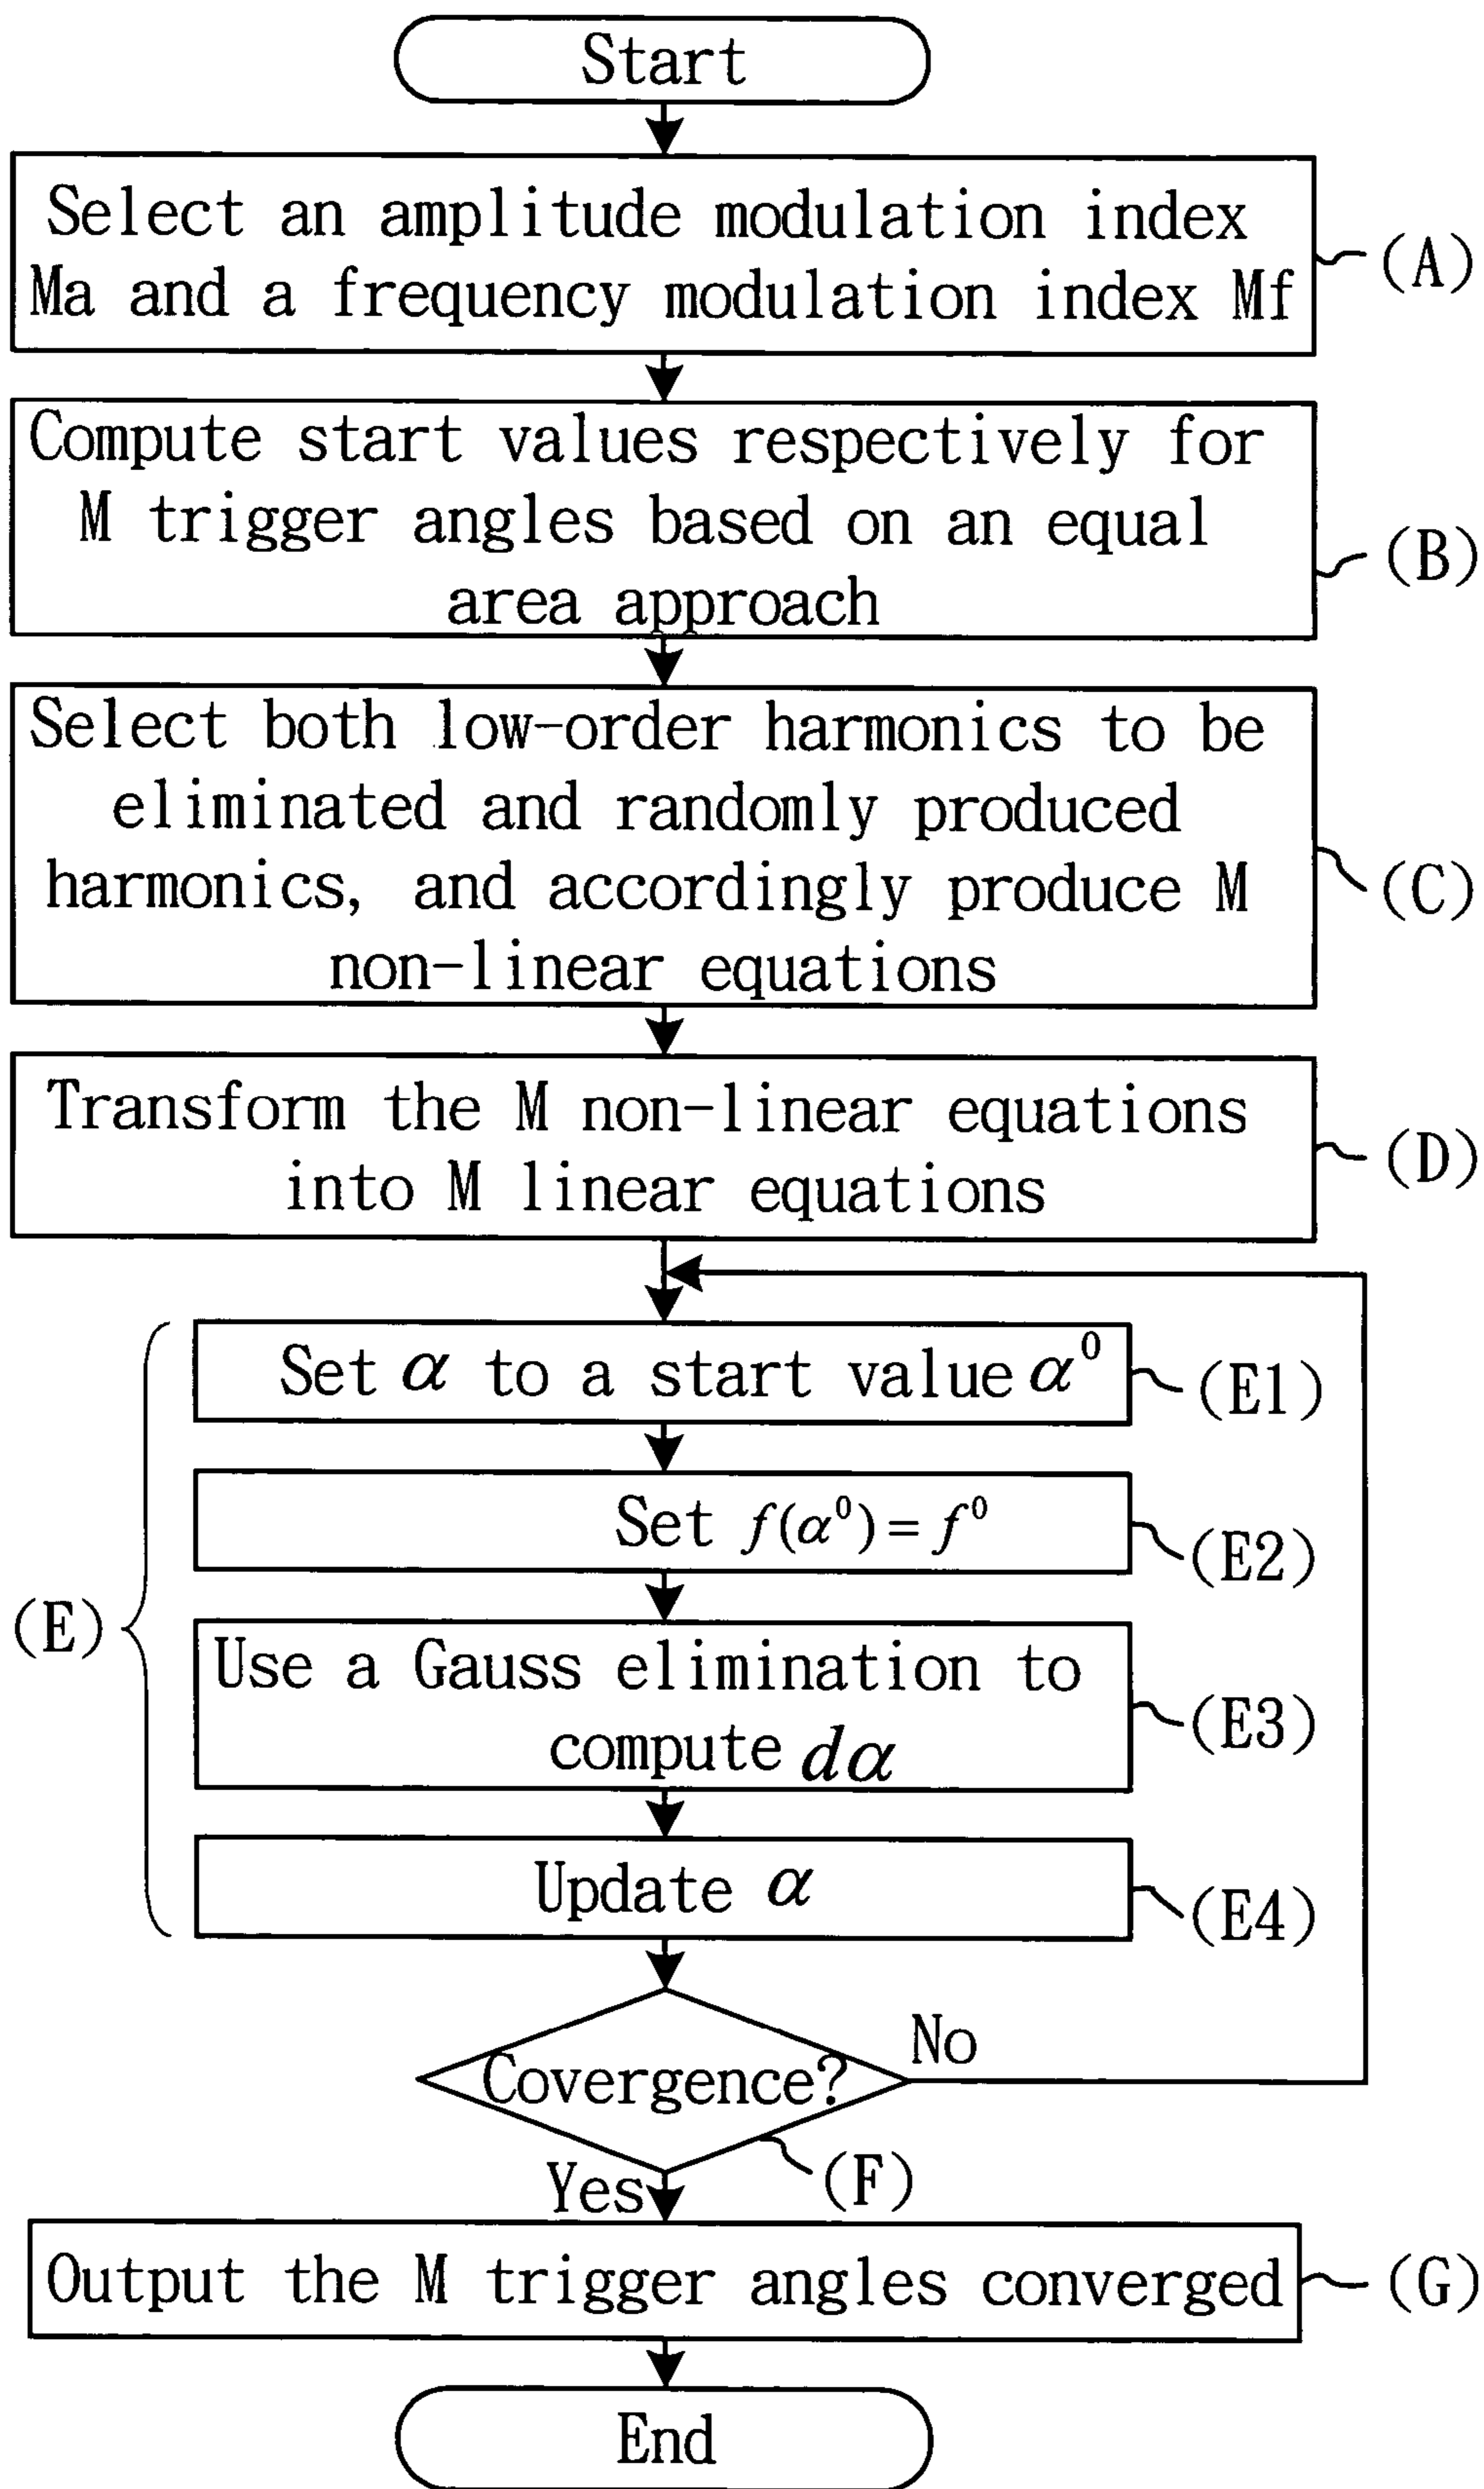 Start
Select an amplitude modulation index
Ma and a frequency modulation index Mf
(A)
Compute start values respectively for
M trigger angles based on an equal
area approach
(B)
Select both low-order harmonics to be
eliminated and randomly produced
harmonics, and accordingly produce M
non-linear equations
(C)
Transform the M non-linear equations
into M linear equations
(D)
(E)
Set α to a start value α⁰
(E1)
Set f(α⁰) = f⁰
(E2)
Use a Gauss elimination to
compute dα
(E3)
Update α
(E4)
Covergence?
No
Yes
(F)
Output the M trigger angles converged
(G)
End